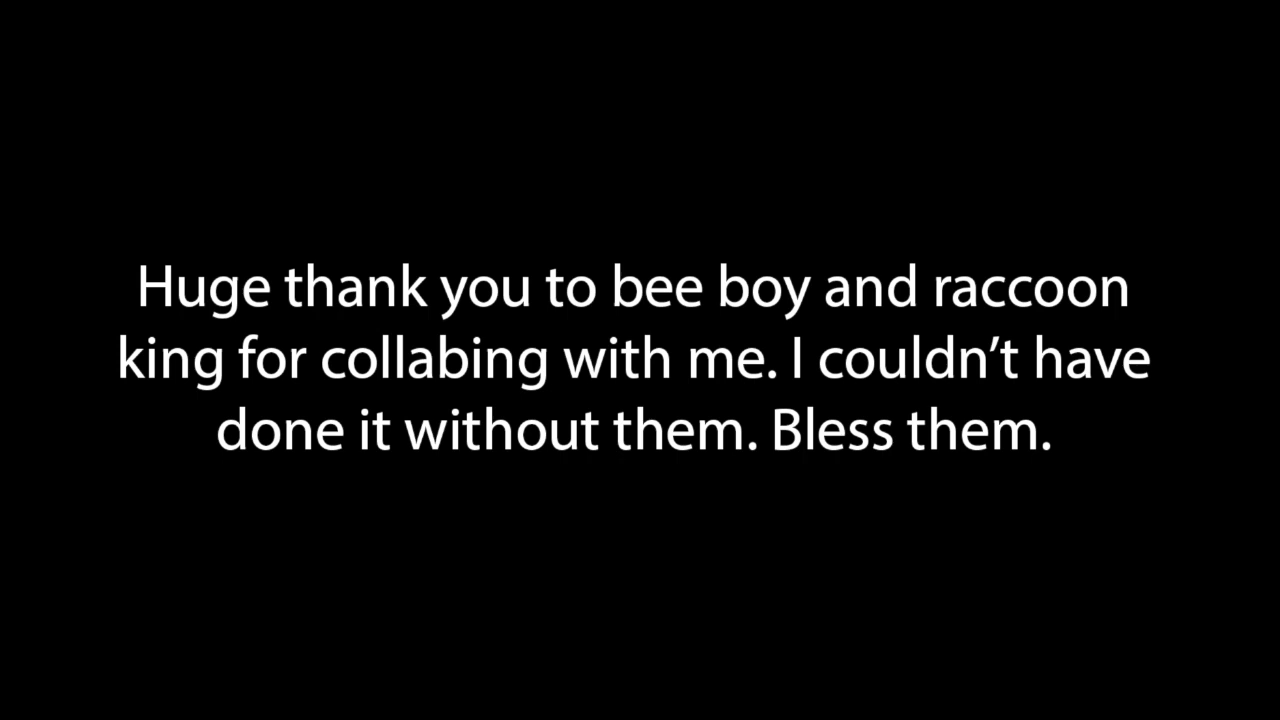 Huge thank you to bee boy and raccoon
king for collabing with me. I couldn’t have
done it without them. Bless them.